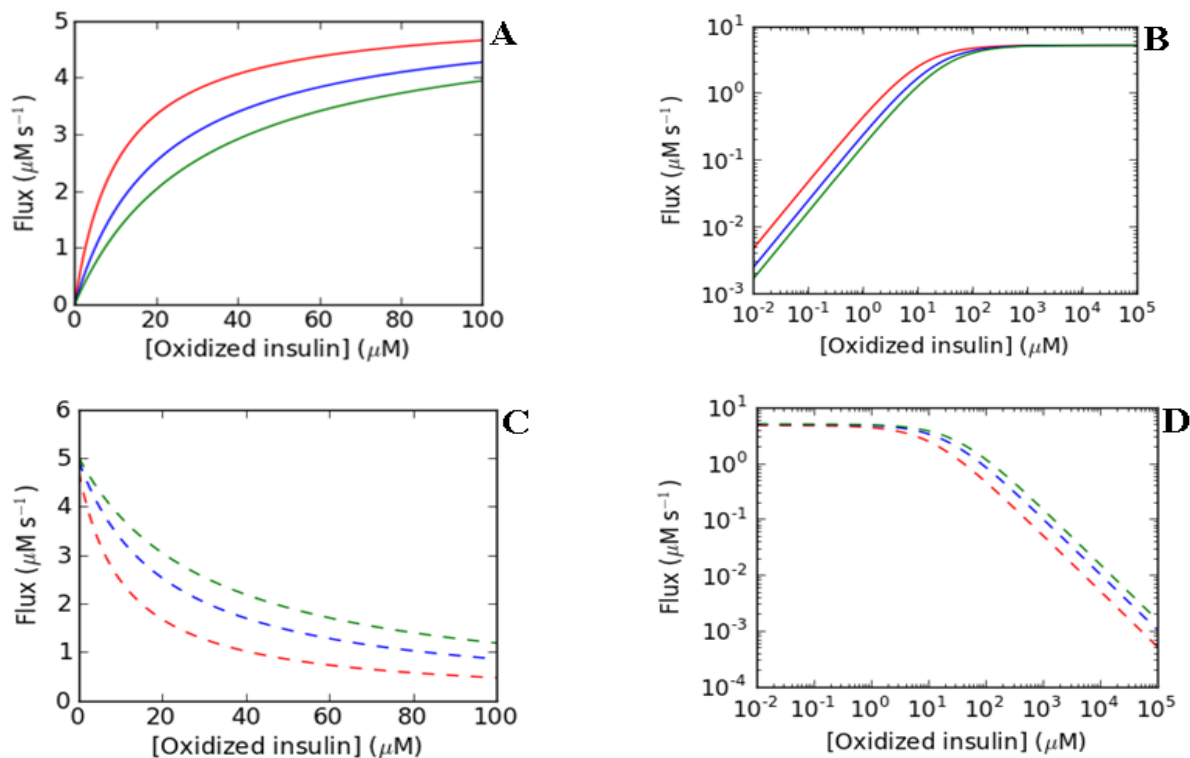 A
5
4
3
2
1
0
Flux (μM s⁻¹)
0 20 40 60 80 100
[Oxidized insulin] (μM)
B
10¹
10⁰
10⁻¹
10⁻²
10⁻³
Flux (μM s⁻¹)
10⁻² 10⁻¹ 10⁰ 10¹ 10² 10³ 10⁴ 10⁵
[Oxidized insulin] (μM)
C
6
5
4
3
2
1
0
Flux (μM s⁻¹)
0 20 40 60 80 100
[Oxidized insulin] (μM)
D
10¹
10⁰
10⁻¹
10⁻²
10⁻³
10⁻⁴
Flux (μM s⁻¹)
10⁻² 10⁻¹ 10⁰ 10¹ 10² 10³ 10⁴ 10⁵
[Oxidized insulin] (μM)